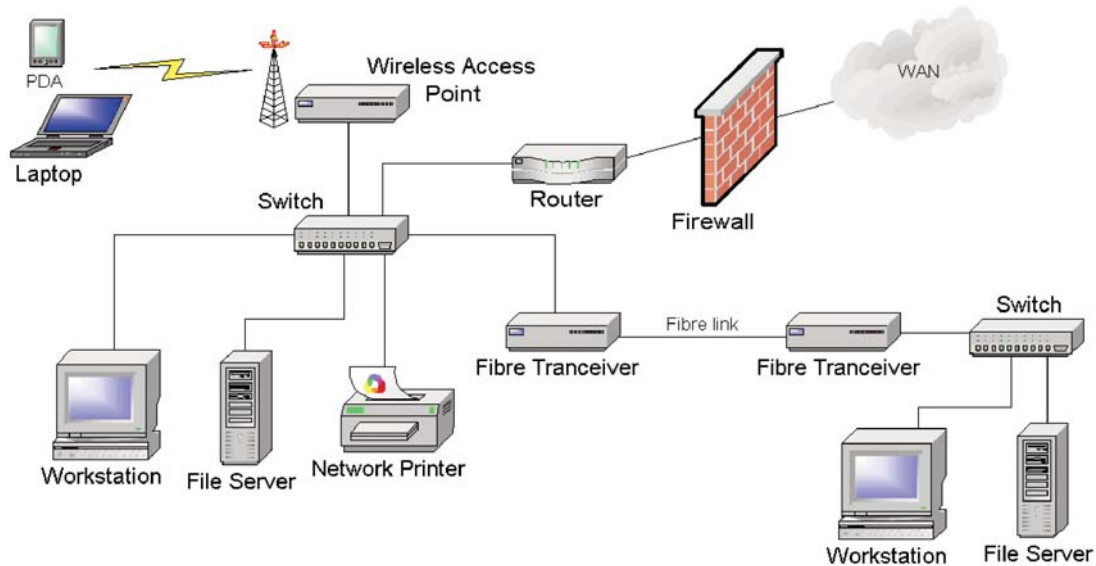 PDA
Laptop
Wireless Access
Point
WAN
Router
Firewall
Switch
Fibre Tranceiver
Fibre link
Fibre Tranceiver
Switch
Workstation
File Server
Network Printer
Workstation
File Server